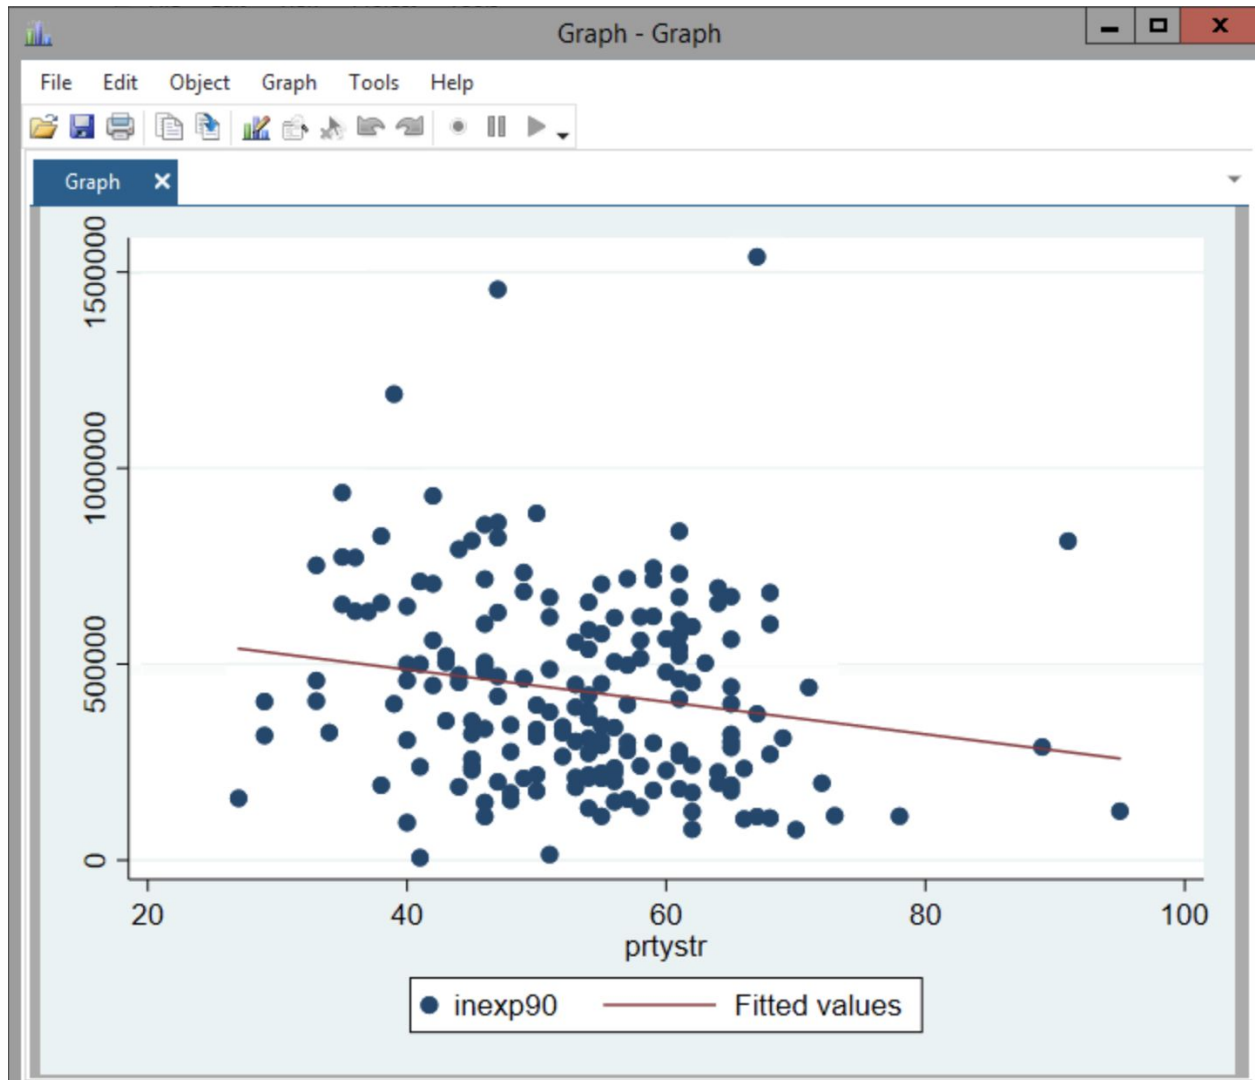 Graph - Graph
File Edit Object Graph Tools Help
Graph
1500000
1000000
500000
0
20 40 60 80 100
prtystr
inexp90 Fitted values